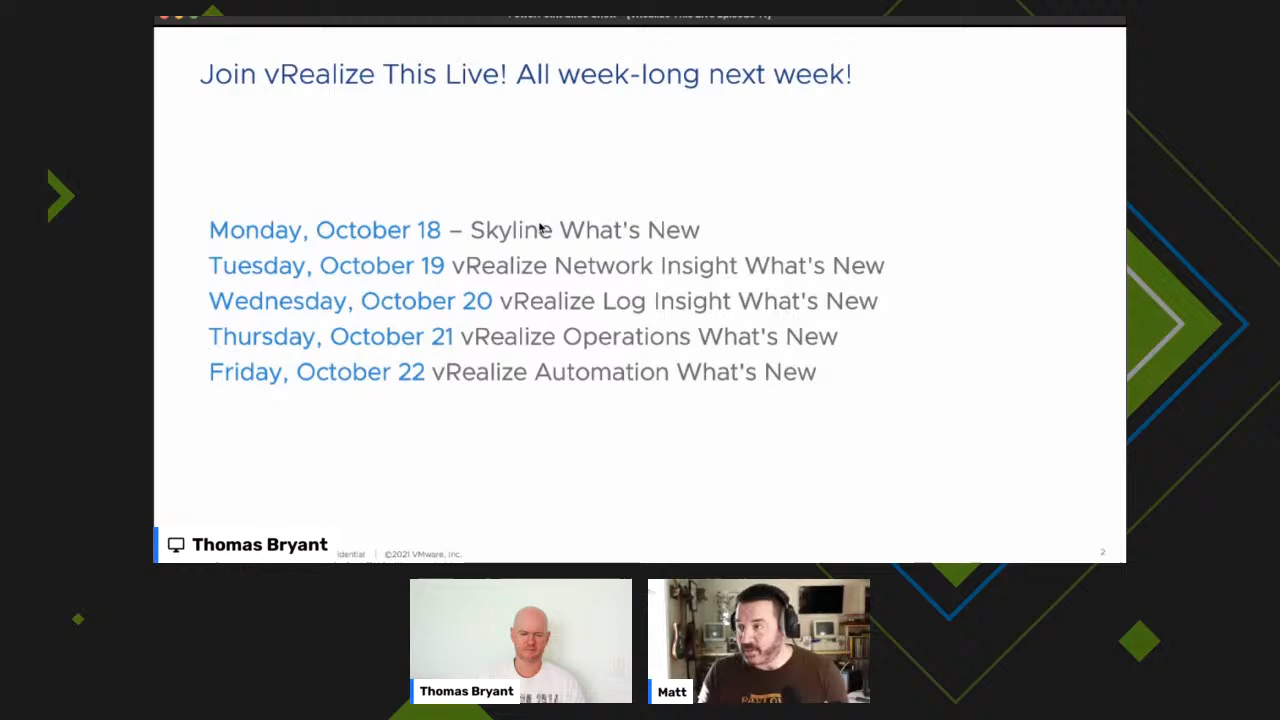 Join vRealize This Live! All week-long next week!
Monday, October 18 – Skyline What's New
Tuesday, October 19 vRealize Network Insight What's New
Wednesday, October 20 vRealize Log Insight What's New
Thursday, October 21 vRealize Operations What's New
Friday, October 22 vRealize Automation What's New
Thomas Bryant
idential | ©2021 VMware, Inc.
2
Thomas Bryant
Matt